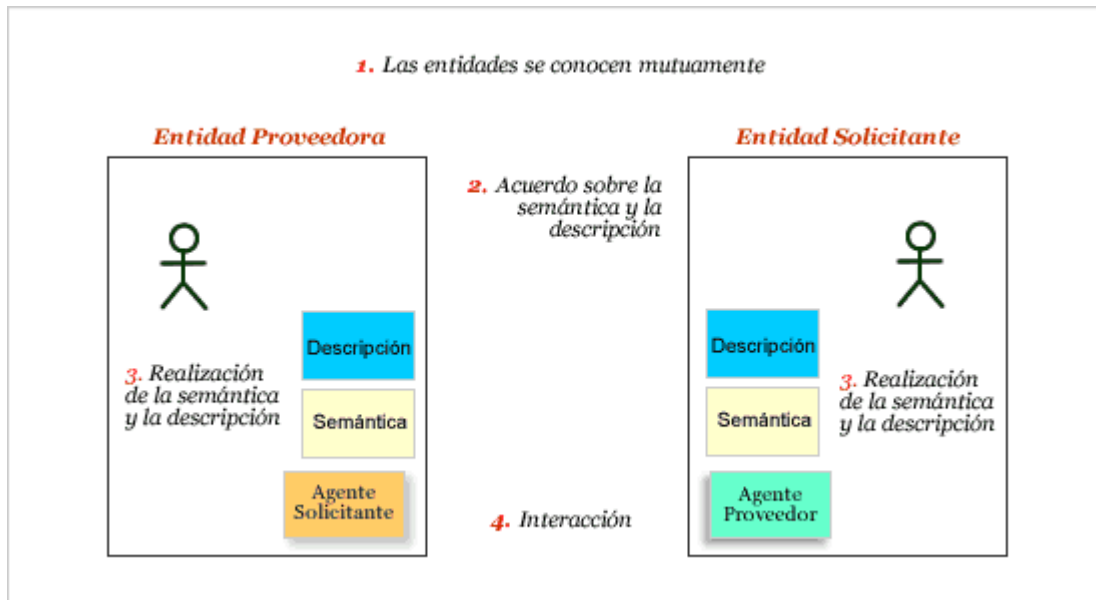 1. Las entidades se conocen mutuamente
Entidad Proveedora
Entidad Solicitante
2. Acuerdo sobre la
semántica y la
descripción
Descripción
3. Realización
de la semántica
y la descripción
Semántica
Agente
Solicitante
Descripción
3. Realización
de la semántica
y la descripción
Semántica
Agente
Proveedor
4. Interacción